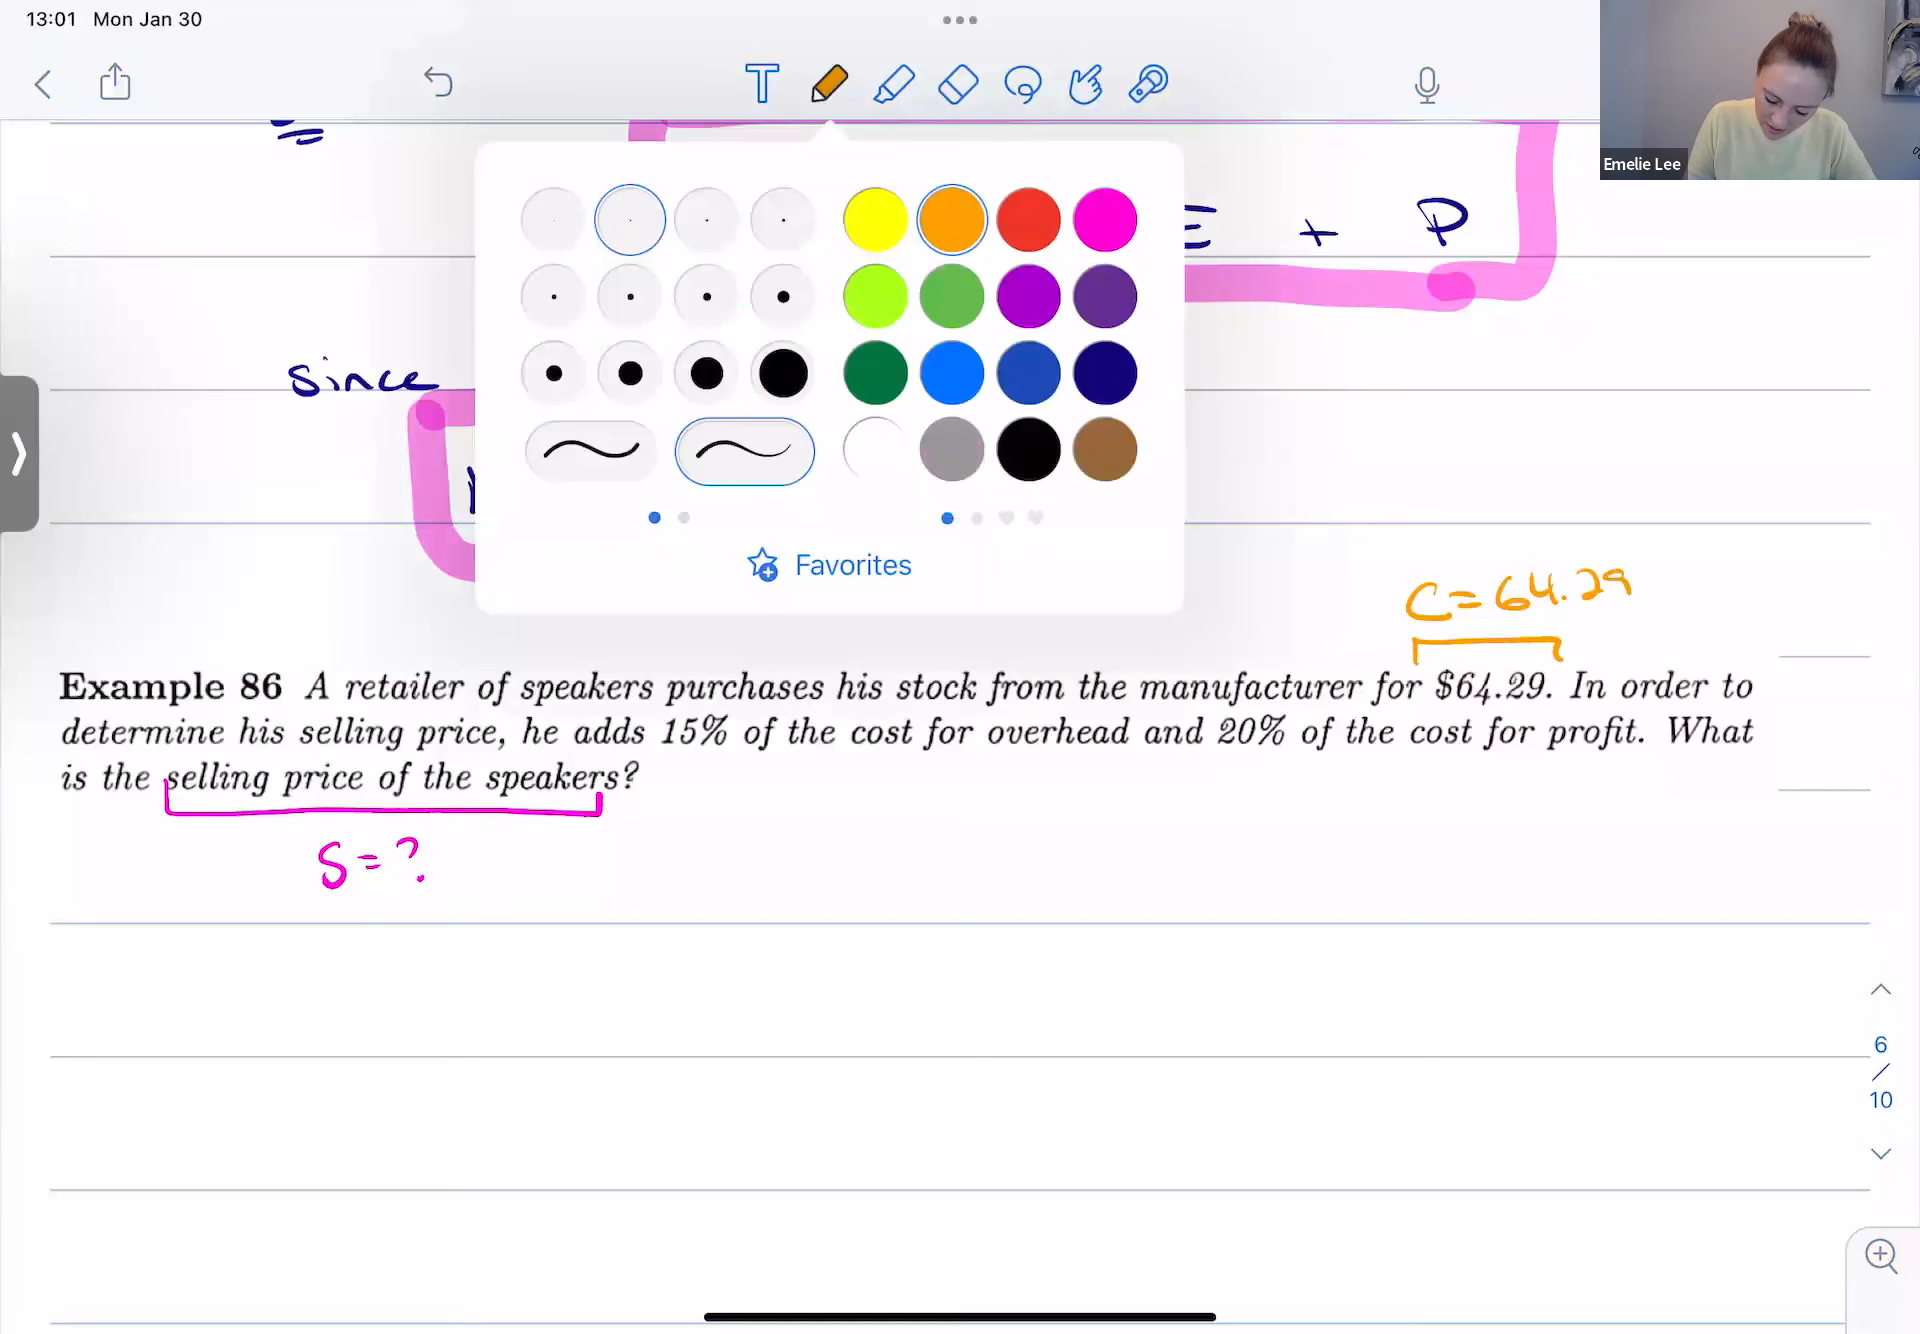 13:01 Mon Jan 30
T
Emelie Lee
E + P
since
Favorites
C = 64.29
Example 86 A retailer of speakers purchases his stock from the manufacturer for $64.29. In order to
determine his selling price, he adds 15% of the cost for overhead and 20% of the cost for profit. What
is the selling price of the speakers?
S = ?
6
/
10